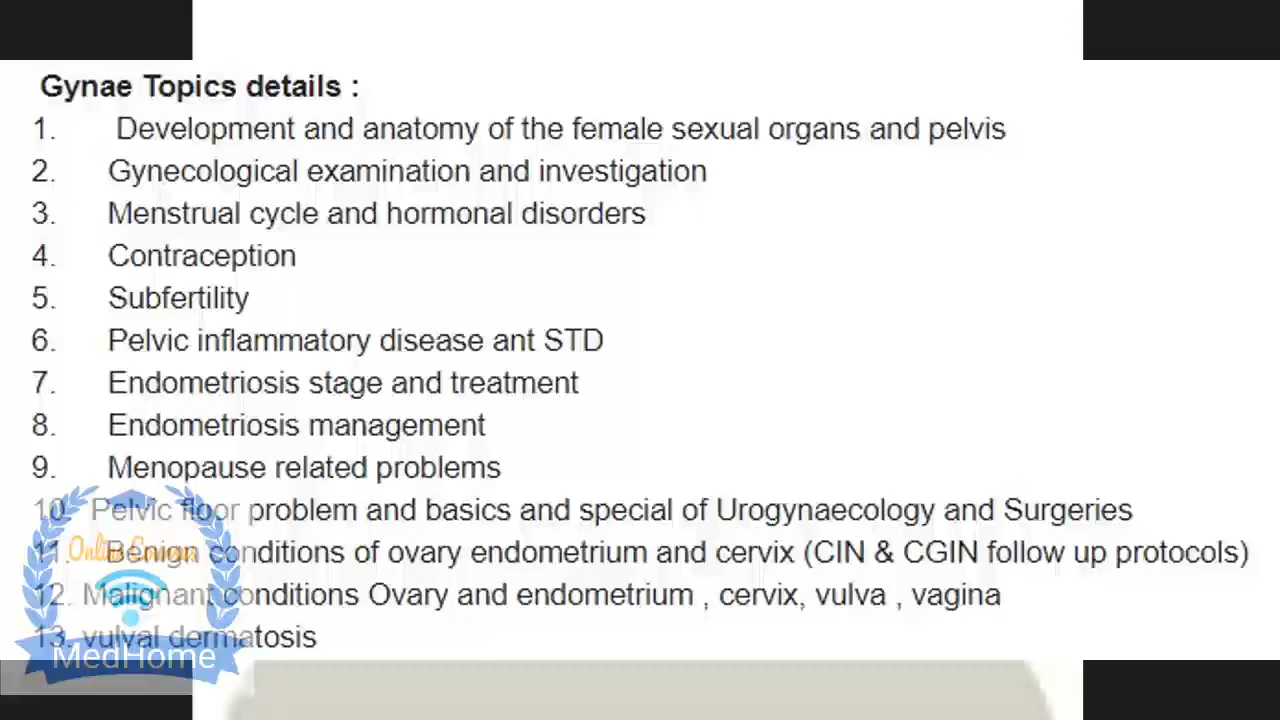 Gynae Topics details :
1. Development and anatomy of the female sexual organs and pelvis
2. Gynecological examination and investigation
3. Menstrual cycle and hormonal disorders
4. Contraception
5. Subfertility
6. Pelvic inflammatory disease ant STD
7. Endometriosis stage and treatment
8. Endometriosis management
9. Menopause related problems
10. Pelvic floor problem and basics and special of Urogynaecology and Surgeries
11. Benign conditions of ovary endometrium and cervix (CIN & CGIN follow up protocols)
12. Malignant conditions Ovary and endometrium , cervix, vulva , vagina
13. vulval dermatosis
Online Courses
MedHome